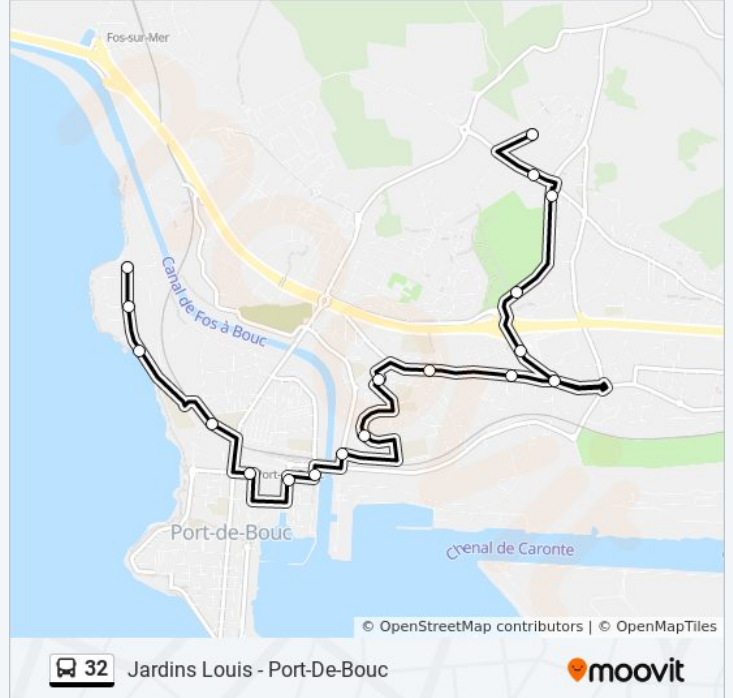 Fos-sur-Mer
Canal de Fos à Bouc
Port-de-Bouc
Chenal de Caronte
© OpenStreetMap contributors | © OpenMapTiles
32 Jardins Louis - Port-De-Bouc
moovit